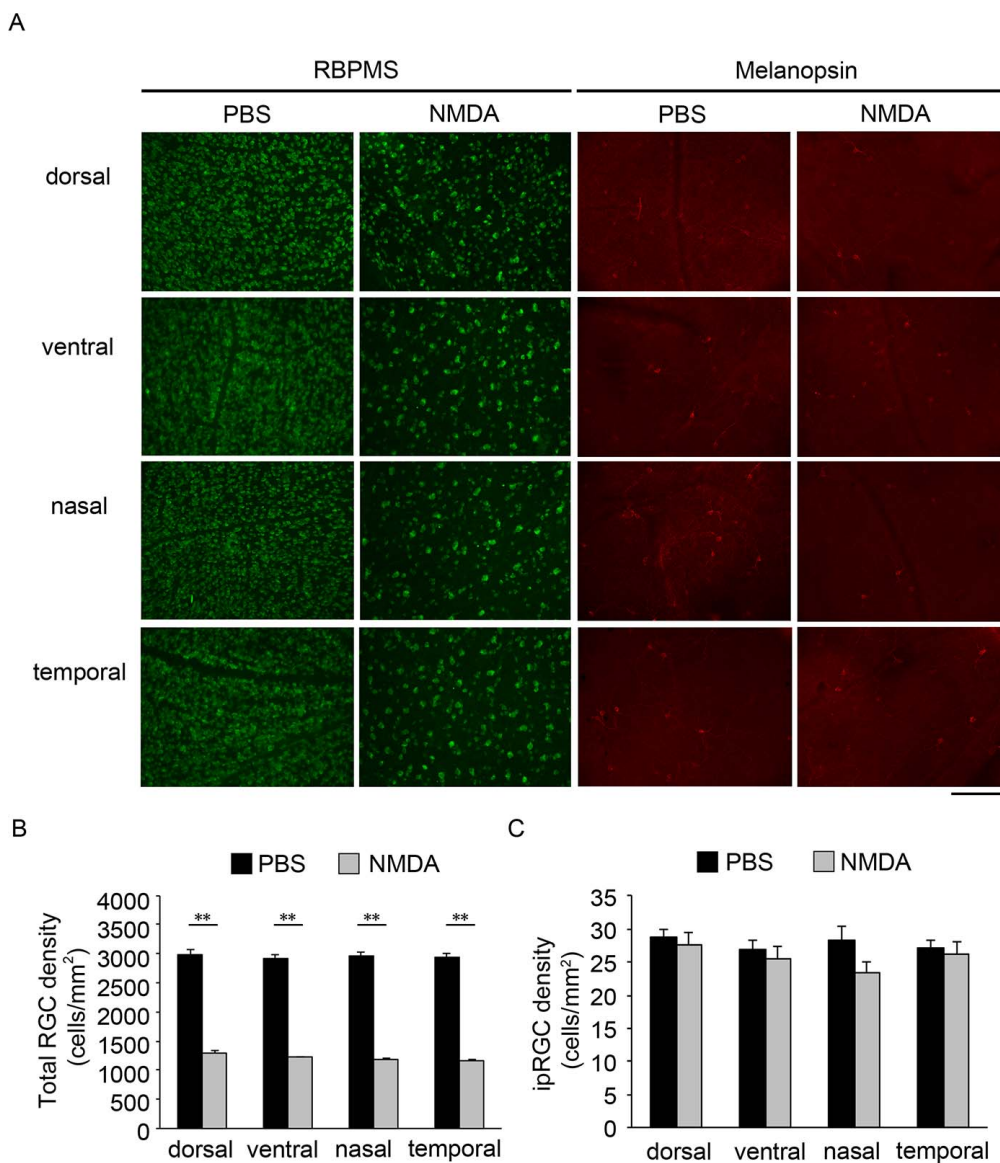 A
RBPMS Melanopsin
PBS NMDA PBS NMDA
dorsal
ventral
nasal
temporal
B
PBS NMDA
Total RGC density
(cells/mm²)
4000
3500
3000
2500
2000
1500
1000
500
0
** ** ** **
dorsal ventral nasal temporal
C
PBS NMDA
ipRGC density
(cells/mm²)
35
30
25
20
15
10
5
0
dorsal ventral nasal temporal